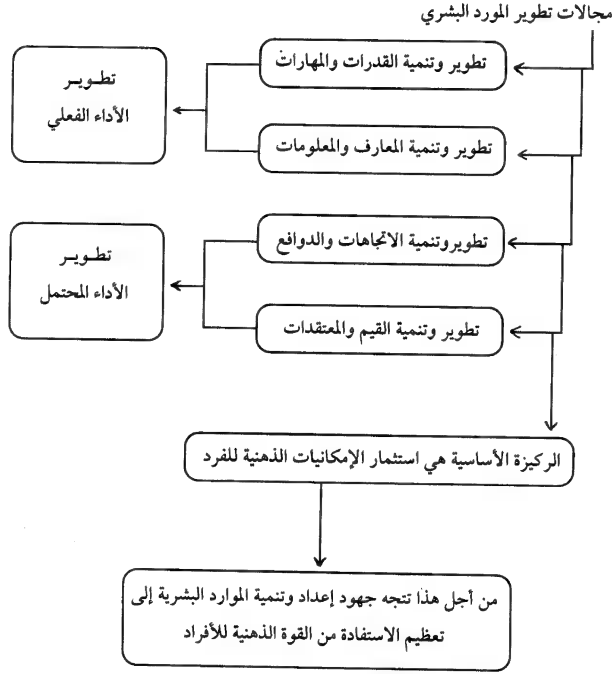 مجالات تطوير المورد البشري
تطوير وتنمية القدرات والمهارات
تطوير وتنمية المعارف والمعلومات
تطـويـر
الأداء الفعلي
تطويروتنمية الاتجاهات والدوافع
تطوير وتنمية القيم والمعتقدات
تطـويـر
الأداء المحتمل
الركيزة الأساسية هي استثمار الإمكانيات الذهنية للفرد
من أجل هذا تتجه جهود إعداد وتنمية الموارد البشرية إلى
تعظيم الاستفادة من القوة الذهنية للأفراد